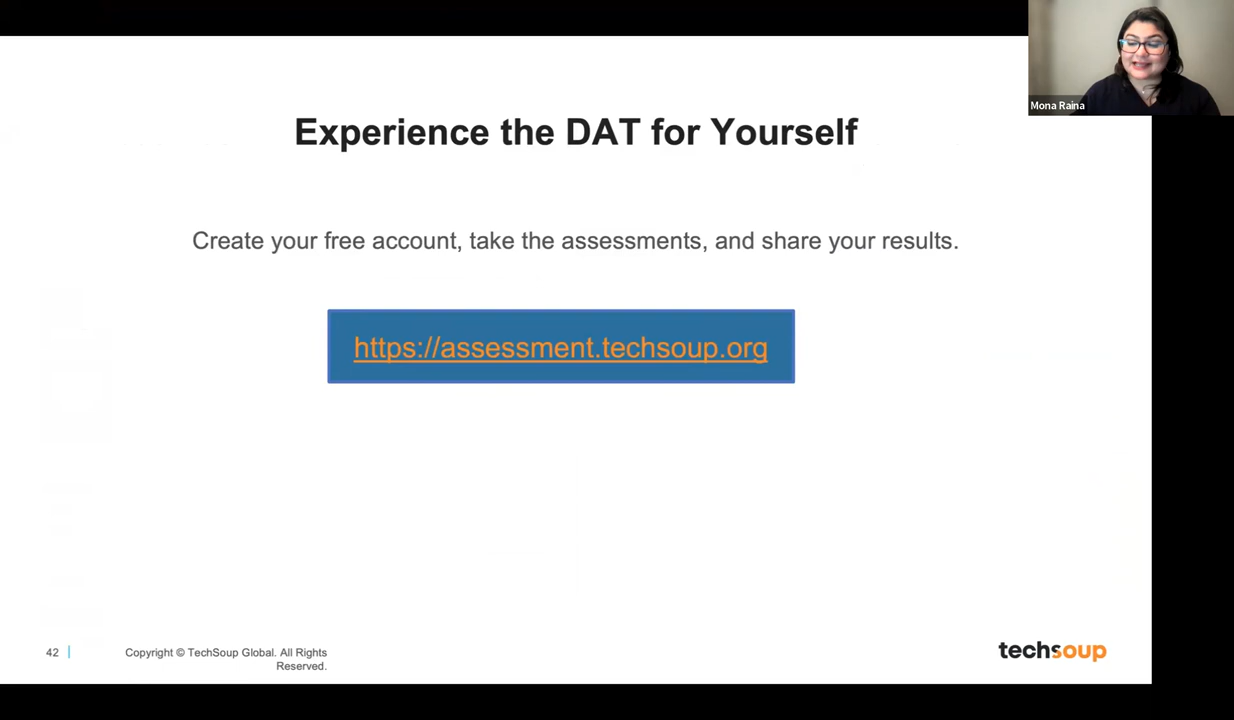 Mona Raina
Experience the DAT for Yourself
Create your free account, take the assessments, and share your results.
https://assessment.techsoup.org
42
Copyright © TechSoup Global. All Rights
Reserved.
techsoup